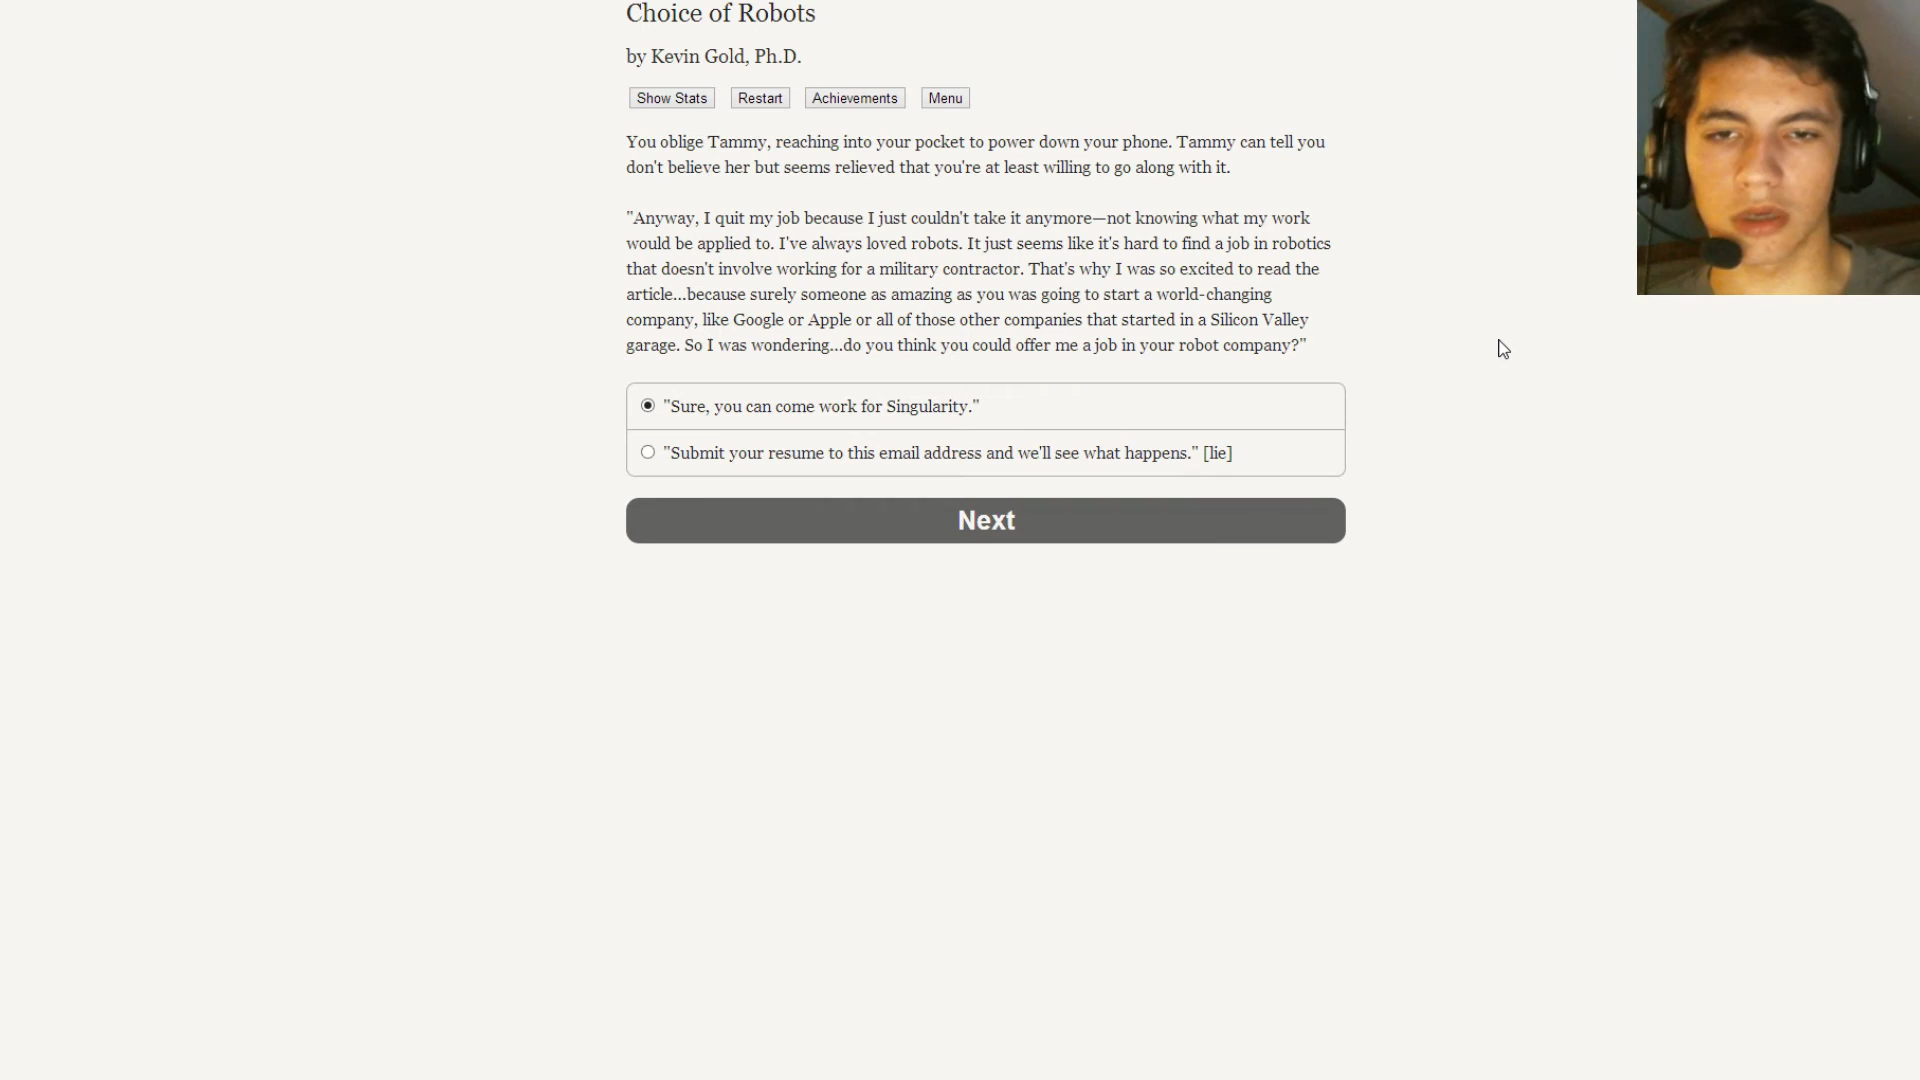 Choice of Robots
by Kevin Gold, Ph.D.
Show Stats Restart Achievements Menu
You oblige Tammy, reaching into your pocket to power down your phone. Tammy can tell you
don't believe her but seems relieved that you're at least willing to go along with it.
"Anyway, I quit my job because I just couldn't take it anymore—not knowing what my work
would be applied to. I've always loved robots. It just seems like it's hard to find a job in robotics
that doesn't involve working for a military contractor. That's why I was so excited to read the
article...because surely someone as amazing as you was going to start a world-changing
company, like Google or Apple or all of those other companies that started in a Silicon Valley
garage. So I was wondering...do you think you could offer me a job in your robot company?"
"Sure, you can come work for Singularity."
"Submit your resume to this email address and we'll see what happens." [lie]
Next